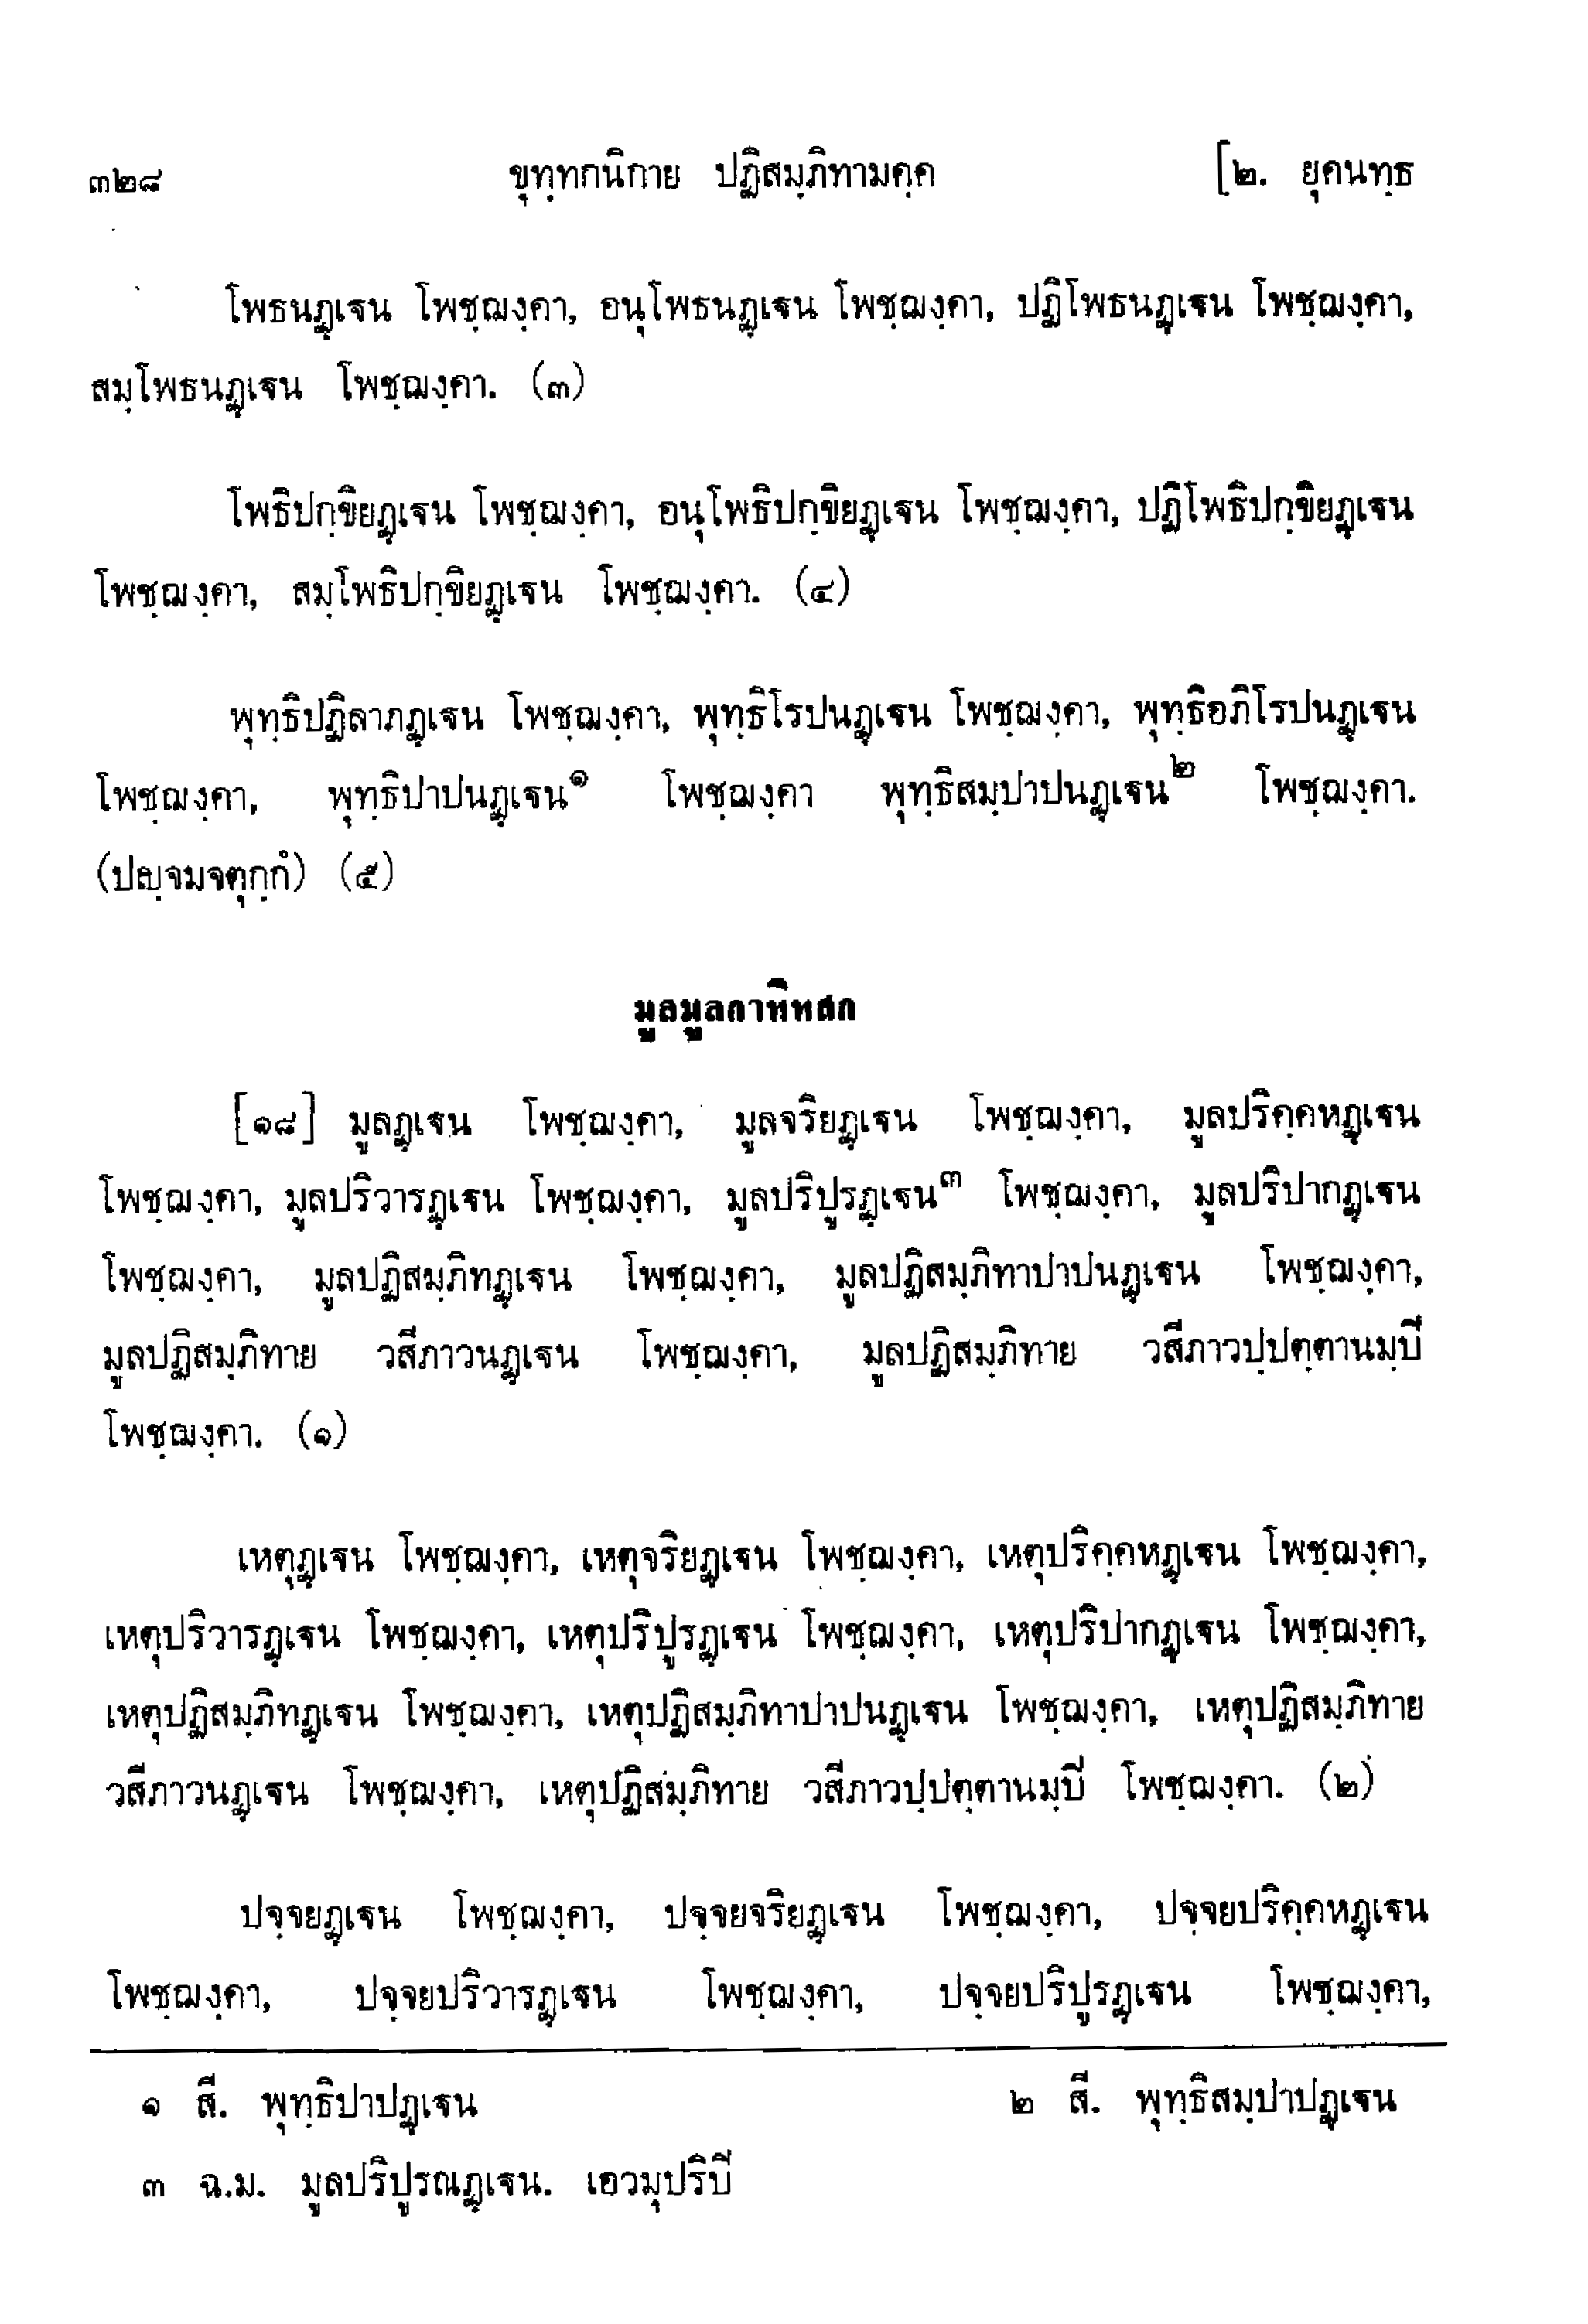 ๓๒๘ ขุทฺทกนิกาย ปฏิสมฺภิทามคฺค [๒. ยุคนทฺธ
โพธนฏฺเฐน โพชฺฌงฺคา, อนุโพธนฏฺเฐน โพชฺฌงฺคา, ปฏิโพธนฏฺเฐน โพชฺฌงฺคา,
สมฺโพธนฏฺเฐน โพชฺฌงฺคา. (๓)
โพธิปกฺขิยฏฺเฐน โพชฺฌงฺคา, อนุโพธิปกฺขิยฏฺเฐน โพชฺฌงฺคา, ปฏิโพธิปกฺขิยฏฺเฐน
โพชฺฌงฺคา, สมฺโพธิปกฺขิยฏฺเฐน โพชฺฌงฺคา. (๔)
พุทฺธิปฏิลาภฏฺเฐน โพชฺฌงฺคา, พุทฺธิโรปนฏฺเฐน โพชฺฌงฺคา, พุทฺธิอภิโรปนฏฺเฐน
โพชฺฌงฺคา, พุทฺธิปาปนฏฺเฐน๑ โพชฺฌงฺคา พุทฺธิสมฺปาปนฏฺเฐน๒ โพชฺฌงฺคา.
(ปญฺจมจตุกฺกํ) (๕)
มูลมูลกาทิทสก
[๑๘] มูลฏฺเฐน โพชฺฌงฺคา, มูลจริยฏฺเฐน โพชฺฌงฺคา, มูลปริคฺคหฏฺเฐน
โพชฺฌงฺคา, มูลปริวารฏฺเฐน โพชฺฌงฺคา, มูลปริปูรฏฺเฐน๓ โพชฺฌงฺคา, มูลปริปากฏฺเฐน
โพชฺฌงฺคา, มูลปฏิสมฺภิทฏฺเฐน โพชฺฌงฺคา, มูลปฏิสมฺภิทาปาปนฏฺเฐน โพชฺฌงฺคา,
มูลปฏิสมฺภิทาย วสีภาวนฏฺเฐน โพชฺฌงฺคา, มูลปฏิสมฺภิทาย วสีภาวปฺปตฺตานมฺปี
โพชฺฌงฺคา. (๑)
เหตุฏฺเฐน โพชฺฌงฺคา, เหตุจริยฏฺเฐน โพชฺฌงฺคา, เหตุปริคฺคหฏฺเฐน โพชฺฌงฺคา,
เหตุปริวารฏฺเฐน โพชฺฌงฺคา, เหตุปริปูรฏฺเฐน โพชฺฌงฺคา, เหตุปริปากฏฺเฐน โพชฺฌงฺคา,
เหตุปฏิสมฺภิทฏฺเฐน โพชฺฌงฺคา, เหตุปฏิสมฺภิทาปาปนฏฺเฐน โพชฺฌงฺคา, เหตุปฏิสมฺภิทาย
วสีภาวนฏฺเฐน โพชฺฌงฺคา, เหตุปฏิสมฺภิทาย วสีภาวปฺปตฺตานมฺปี โพชฺฌงฺคา. (๒)
ปจฺจยฏฺเฐน โพชฺฌงฺคา, ปจฺจยจริยฏฺเฐน โพชฺฌงฺคา, ปจฺจยปริคฺคหฏฺเฐน
โพชฺฌงฺคา, ปจฺจยปริวารฏฺเฐน โพชฺฌงฺคา, ปจฺจยปริปูรฏฺเฐน โพชฺฌงฺคา,
๑ สี. พุทฺธิปาปฏฺเฐน ๒ สี. พุทฺธิสมฺปาปฏฺเฐน
๓ ฉ.ม. มูลปริปูรณฏฺเฐน. เอวมุปริปี